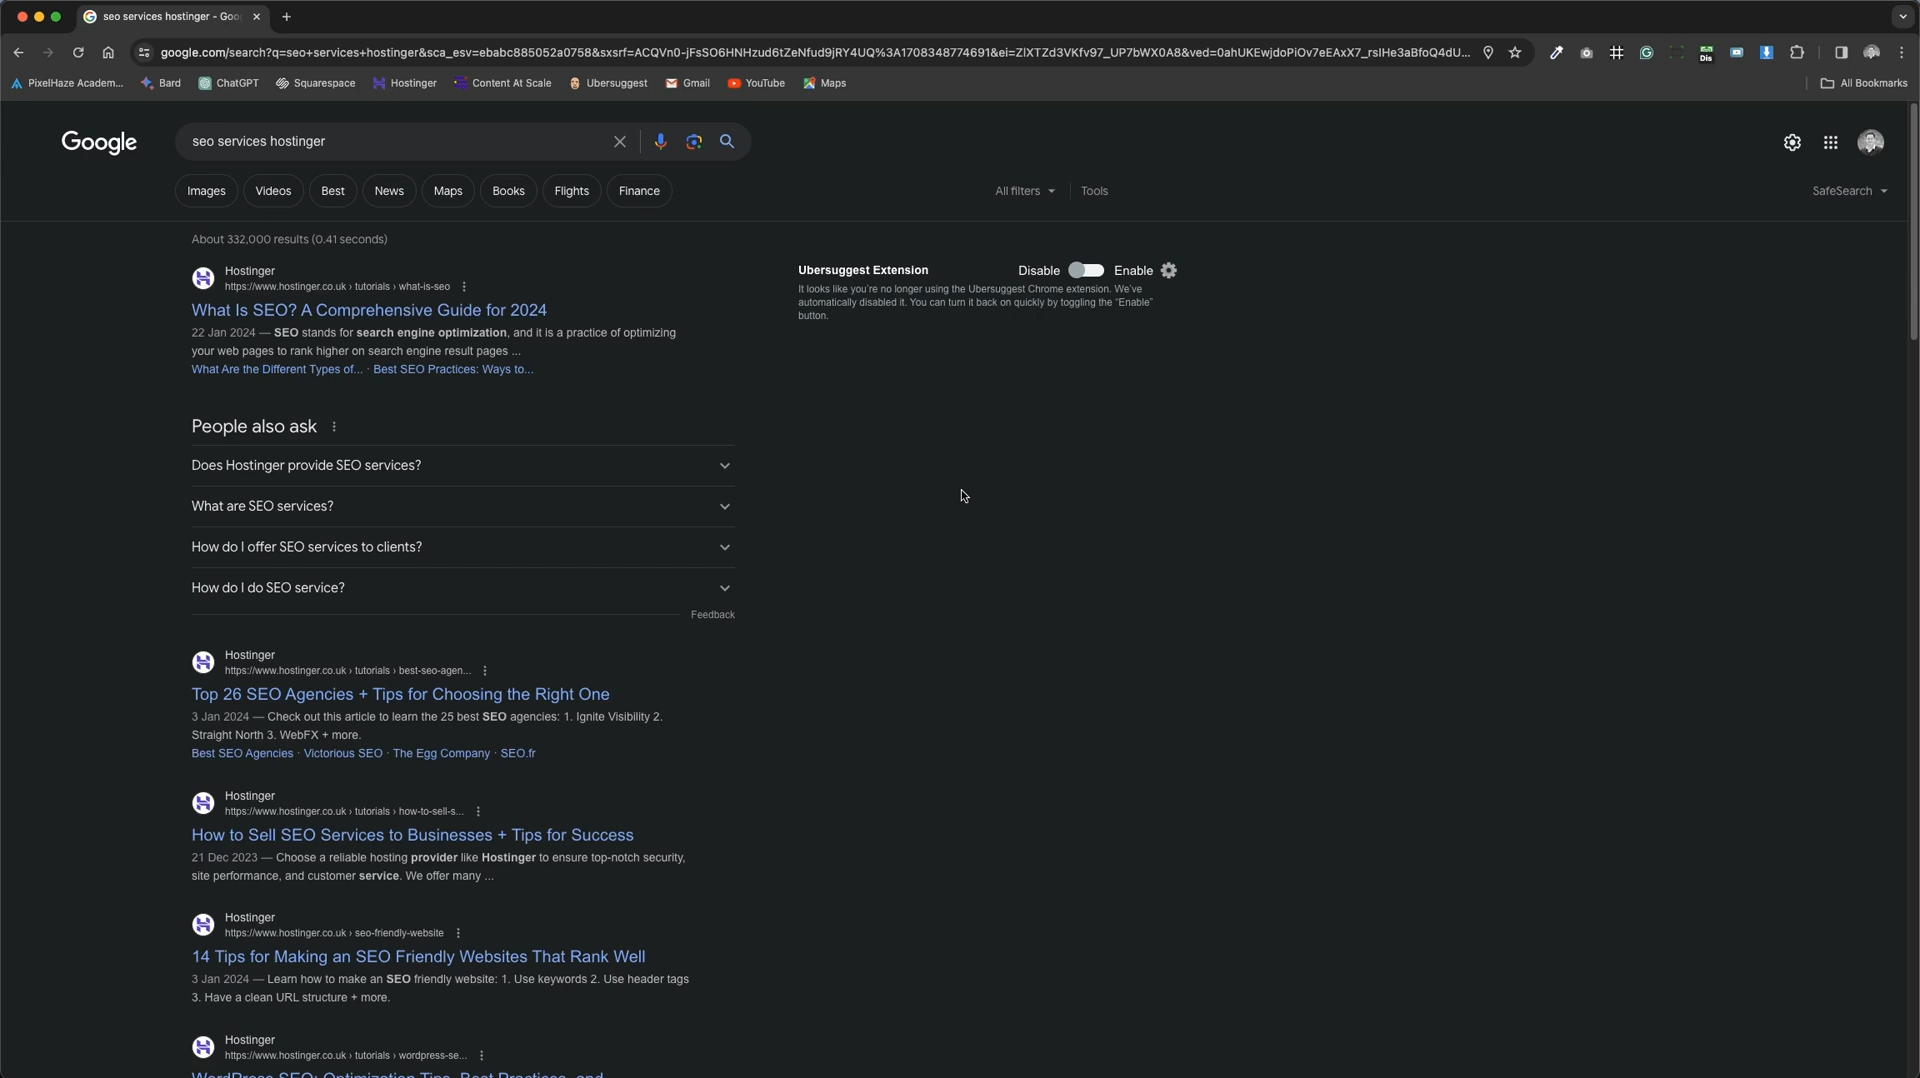 seo services hostinger - Goo
google.com/search?q=seo+services+hostinger&sca_esv=ebabc885052a0758&sxsrf=ACQVn0-jFsSO6HNHzud6tZeNfud9jRY4UQ%3A1708348774691&ei=ZlXTZd3VKfv97_UP7bWX0A8&ved=0ahUKEwjdoPiOv7eEAxX7_rsIHe3aBfoQ4dU...
PixelHaze Academ...
Bard
ChatGPT
Squarespace
Hostinger
Content At Scale
Ubersuggest
Gmail
YouTube
Maps
All Bookmarks
Google
seo services hostinger
Images
Videos
Best
News
Maps
Books
Flights
Finance
All filters
Tools
SafeSearch
About 332,000 results (0.41 seconds)
Hostinger
https://www.hostinger.co.uk › tutorials › what-is-seo
What Is SEO? A Comprehensive Guide for 2024
22 Jan 2024 — SEO stands for search engine optimization, and it is a practice of optimizing
your web pages to rank higher on search engine result pages ...
What Are the Different Types of... · Best SEO Practices: Ways to...
Ubersuggest Extension
Disable
Enable
It looks like you're no longer using the Ubersuggest Chrome extension. We've
automatically disabled it. You can turn it back on quickly by toggling the "Enable"
button.
People also ask
Does Hostinger provide SEO services?
What are SEO services?
How do I offer SEO services to clients?
How do I do SEO service?
Feedback
Hostinger
https://www.hostinger.co.uk › tutorials › best-seo-agen...
Top 26 SEO Agencies + Tips for Choosing the Right One
3 Jan 2024 — Check out this article to learn the 25 best SEO agencies: 1. Ignite Visibility 2.
Straight North 3. WebFX + more.
Best SEO Agencies · Victorious SEO · The Egg Company · SEO.fr
Hostinger
https://www.hostinger.co.uk › tutorials › how-to-sell-s...
How to Sell SEO Services to Businesses + Tips for Success
21 Dec 2023 — Choose a reliable hosting provider like Hostinger to ensure top-notch security,
site performance, and customer service. We offer many ...
Hostinger
https://www.hostinger.co.uk › seo-friendly-website
14 Tips for Making an SEO Friendly Websites That Rank Well
3 Jan 2024 — Learn how to make an SEO friendly website: 1. Use keywords 2. Use header tags
3. Have a clean URL structure + more.
Hostinger
https://www.hostinger.co.uk › tutorials › wordpress-se...
WordPress SEO: Optimization Tips, Best Practices, and